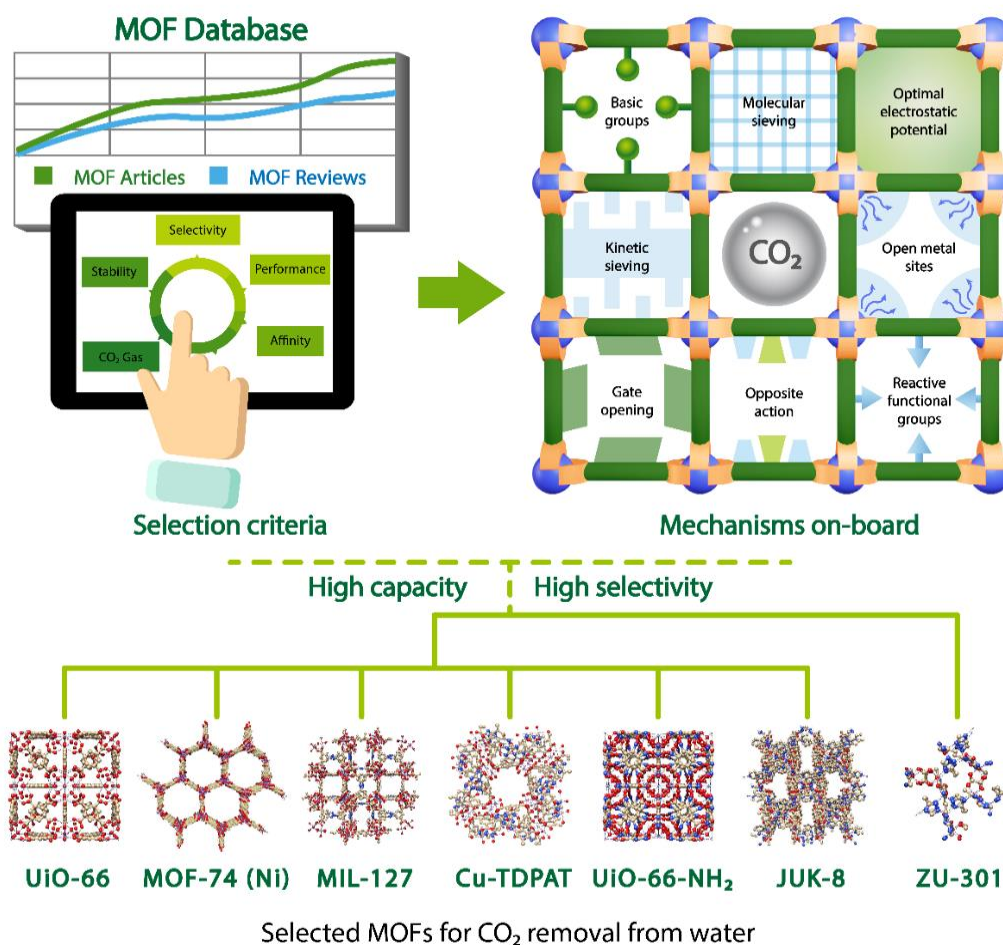 MOF Database
MOF Articles
MOF Reviews
Selectivity
Stability
Performance
CO₂ Gas
Affinity
Selection criteria
Basic
groups
Molecular
sieving
Optimal
electrostatic
potential
Kinetic
sieving
CO₂
Open metal
sites
Gate
opening
Opposite
action
Reactive
functional
groups
Mechanisms on-board
High capacity
High selectivity
UiO-66
MOF-74 (Ni)
MIL-127
Cu-TDPAT
UiO-66-NH₂
JUK-8
ZU-301
Selected MOFs for CO₂ removal from water